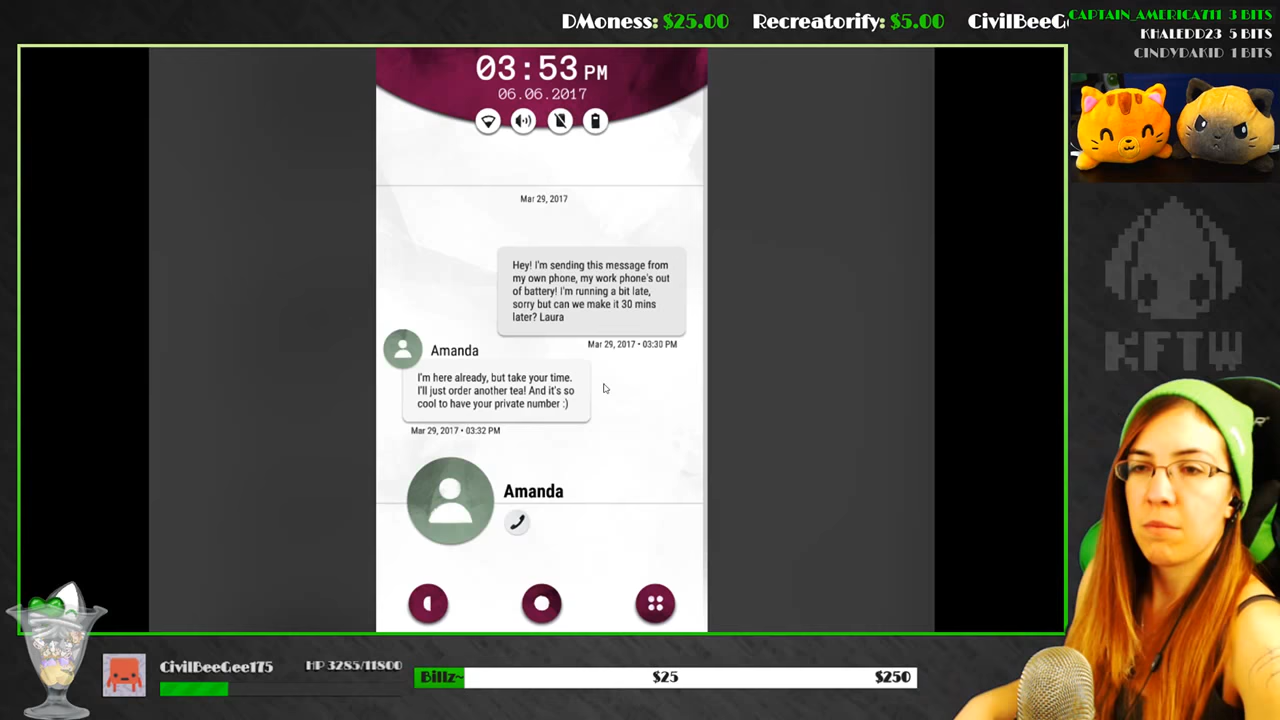 DMoness: $25.00 Recreatorify: $5.00 CivilBeeG
CAPTAIN_AMERICA711 3 BITS
KHALEDD23 5 BITS
CINDYDAKID 1 BITS
03:53 PM
06.06.2017
Mar 29, 2017
Hey! I'm sending this message from
my own phone, my work phone's out
of battery! I'm running a bit late,
sorry but can we make it 30 mins
later? Laura
Mar 29, 2017 • 03:30 PM
Amanda
I'm here already, but take your time.
I'll just order another tea! And it's so
cool to have your private number :)
Mar 29, 2017 • 03:32 PM
Amanda
KFTW
CivilBeeGee175 HP 3285/11800
Billz~ $25 $250